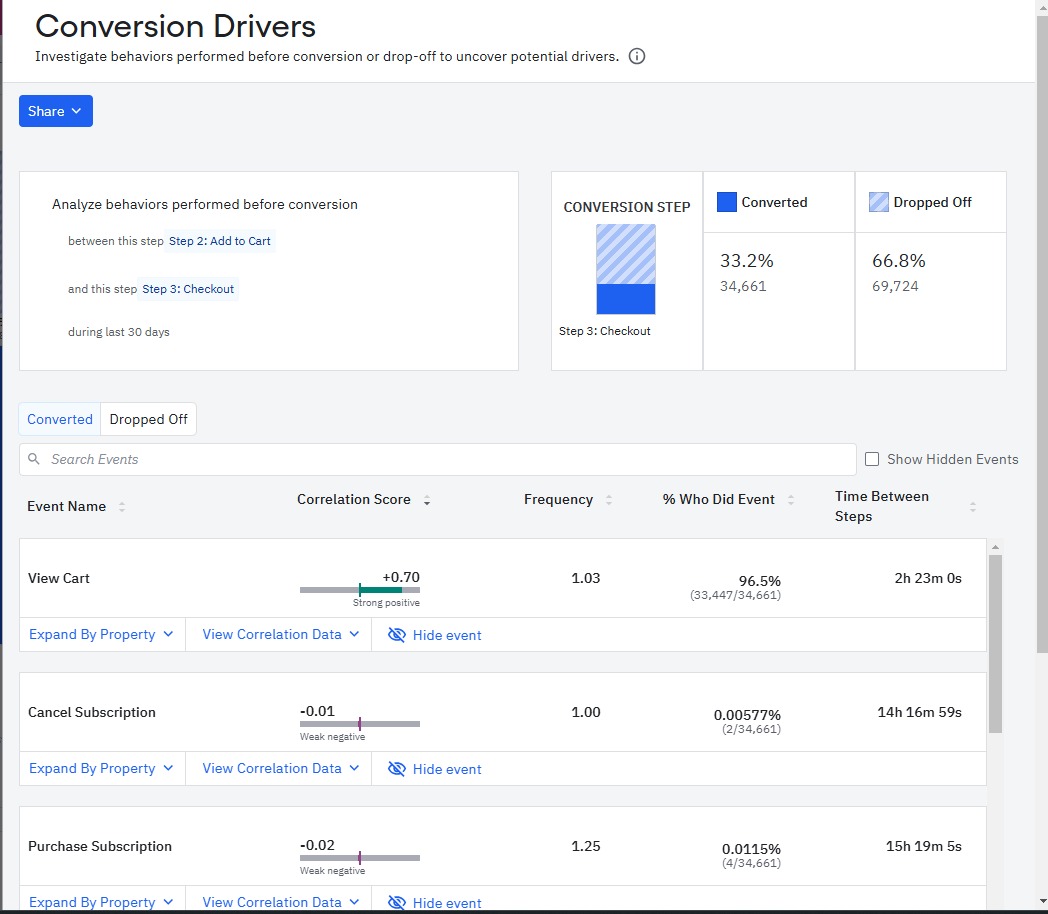 Conversion Drivers
Investigate behaviors performed before conversion or drop-off to uncover potential drivers.
Share
Analyze behaviors performed before conversion
between this step Step 2: Add to Cart
and this step Step 3: Checkout
during last 30 days
CONVERSION STEP
Step 3: Checkout
Converted
33.2%
34,661
Dropped Off
66.8%
69,724
Converted Dropped Off
Search Events
Show Hidden Events
Event Name Correlation Score Frequency % Who Did Event Time Between
Steps
View Cart +0.70 1.03 96.5% 2h 23m 0s
Strong positive (33,447/34,661)
Expand By Property View Correlation Data Hide event
Cancel Subscription -0.01 1.00 0.00577% 14h 16m 59s
Weak negative (2/34,661)
Expand By Property View Correlation Data Hide event
Purchase Subscription -0.02 1.25 0.0115% 15h 19m 5s
Weak negative (4/34,661)
Expand By Property View Correlation Data Hide event